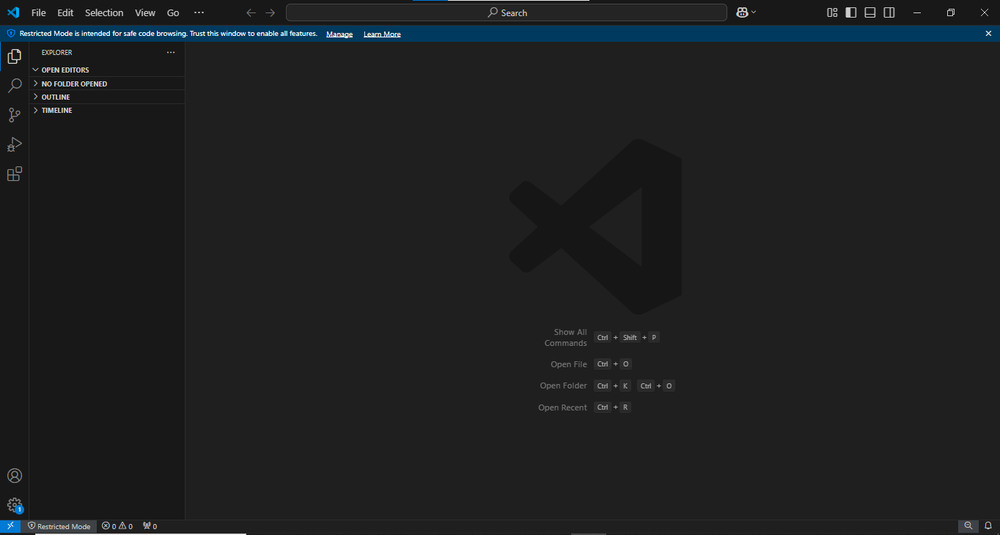 File Edit Selection View Go ···
Search
Restricted Mode is intended for safe code browsing. Trust this window to enable all features. Manage Learn More
EXPLORER
OPEN EDITORS
NO FOLDER OPENED
OUTLINE
TIMELINE
Show All
Commands Ctrl + Shift + P
Open File Ctrl + O
Open Folder Ctrl + K Ctrl + O
Open Recent Ctrl + R
1
Restricted Mode 0 0 0